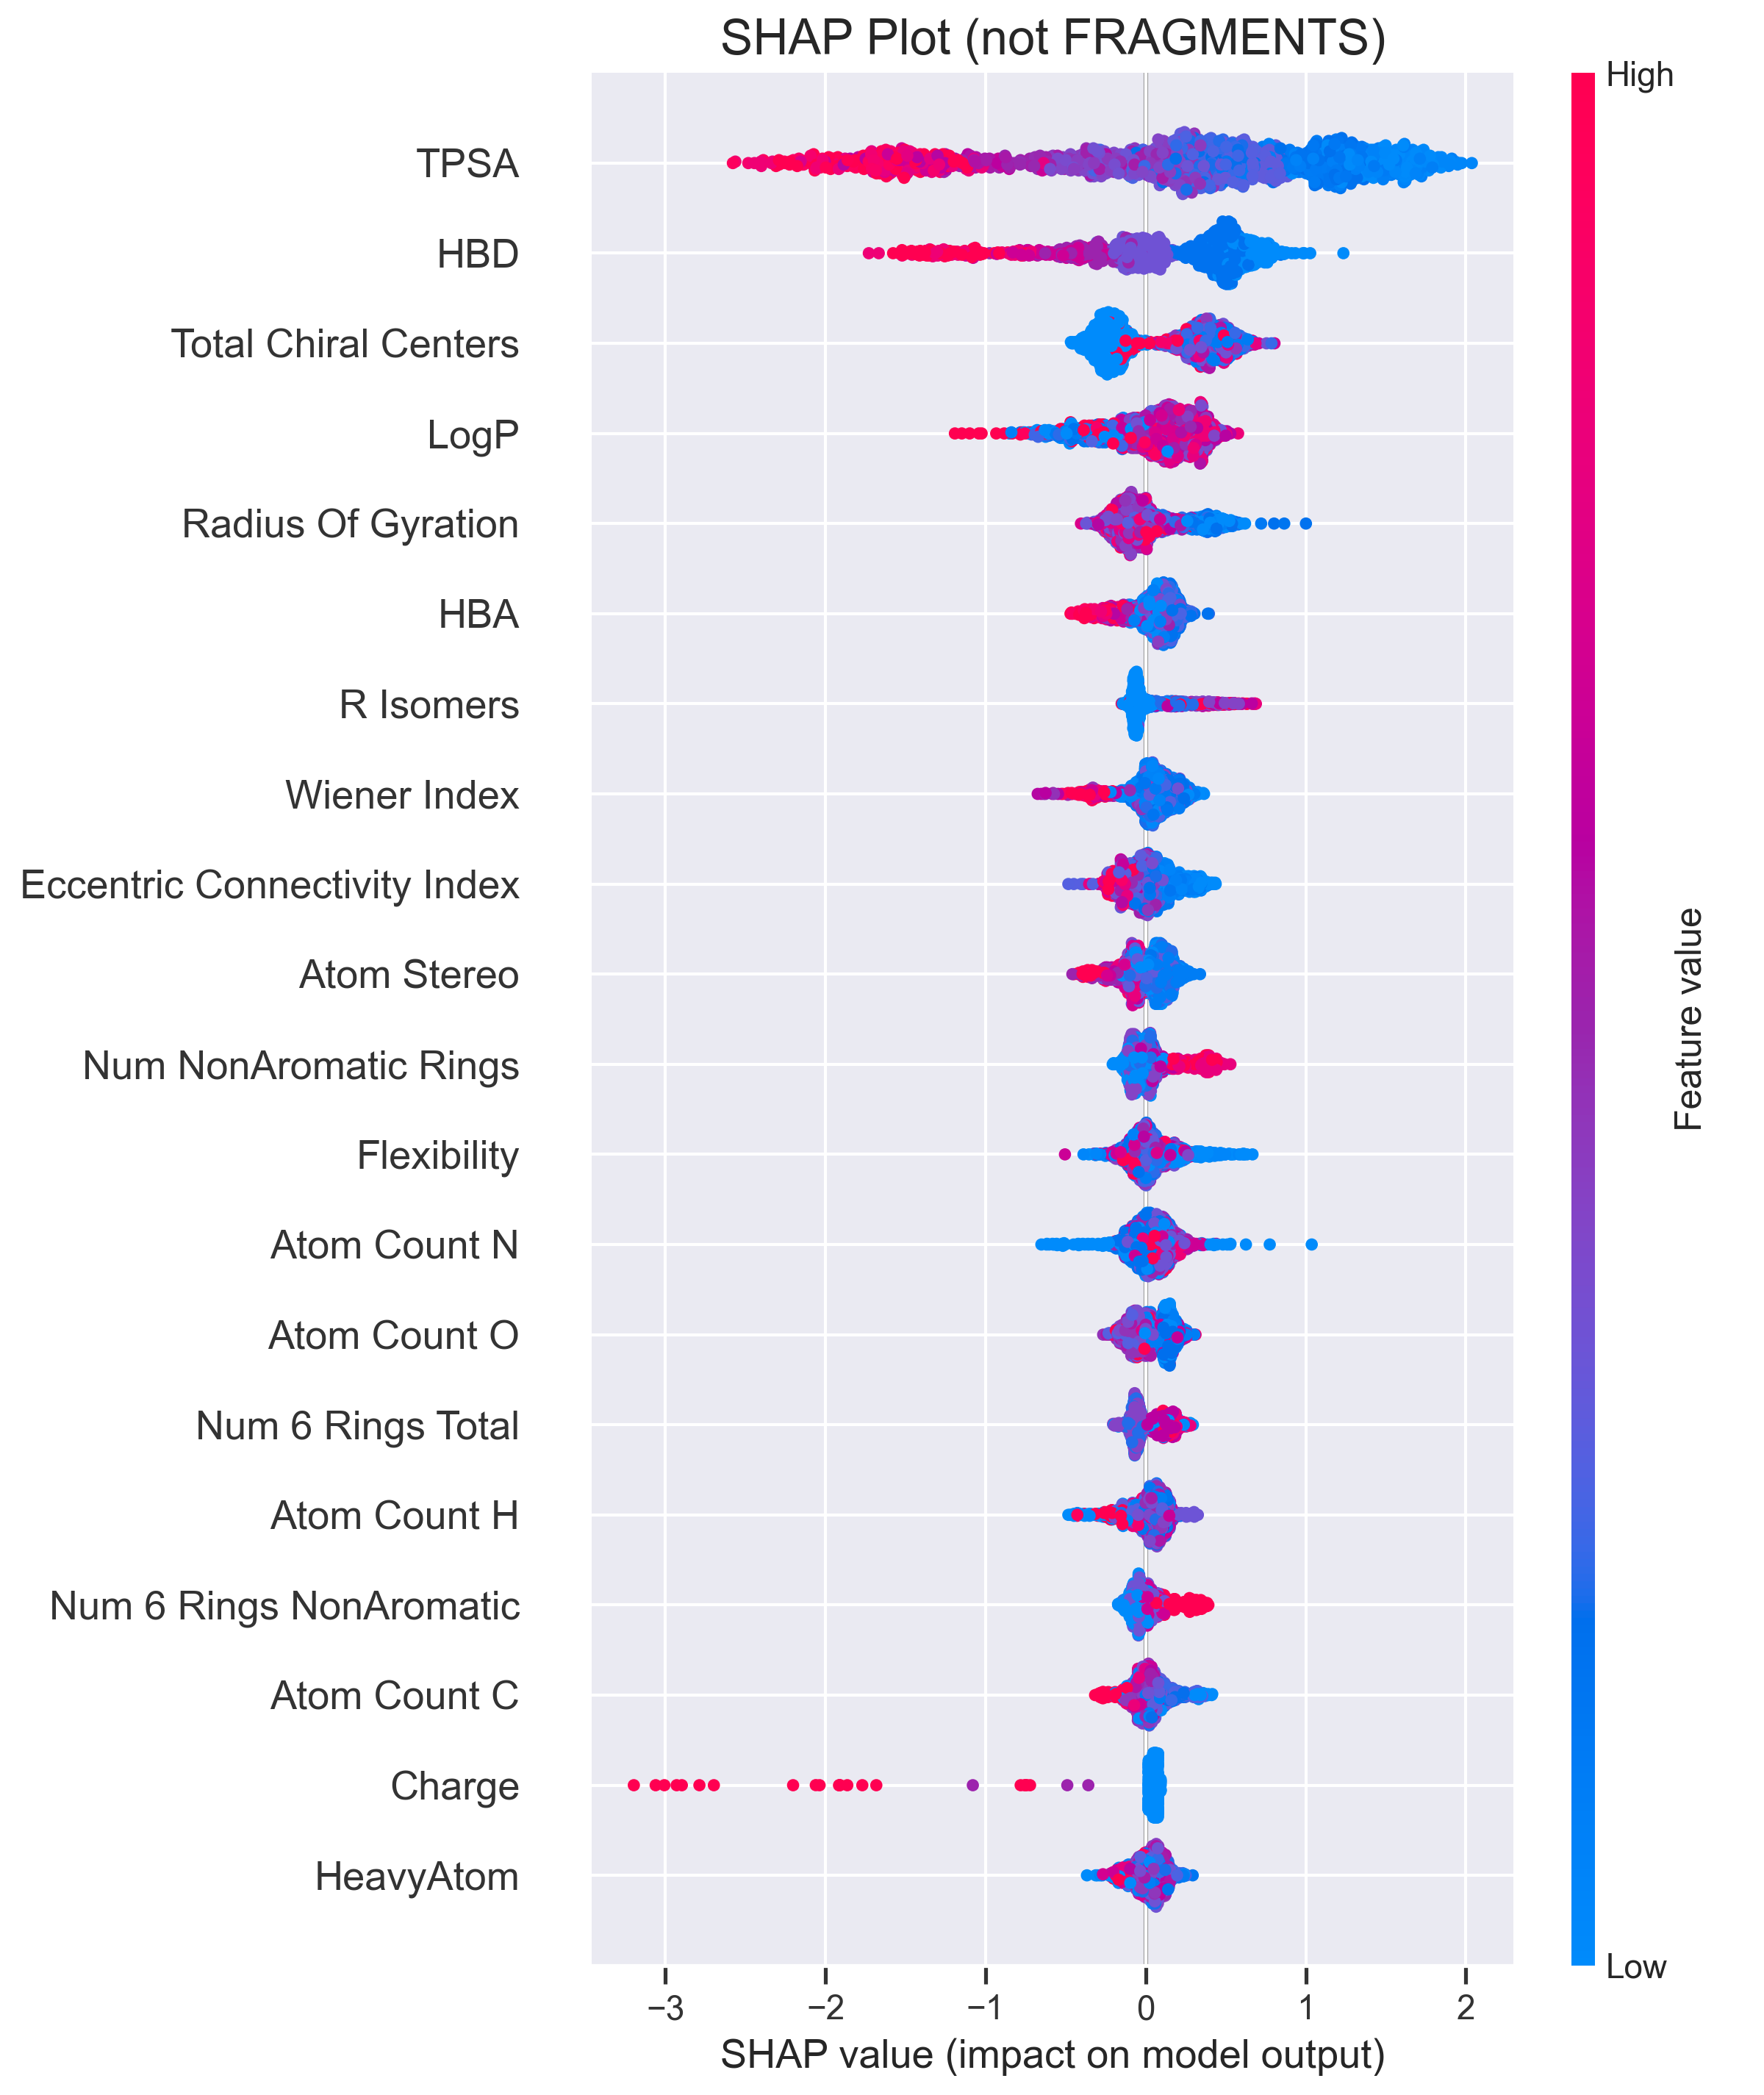 SHAP Plot (not FRAGMENTS)
High
TPSA
HBD
Total Chiral Centers
LogP
Radius Of Gyration
HBA
R Isomers
Wiener Index
Eccentric Connectivity Index
Atom Stereo
Num NonAromatic Rings
Flexibility
Atom Count N
Atom Count O
Num 6 Rings Total
Atom Count H
Num 6 Rings NonAromatic
Atom Count C
Charge
HeavyAtom
Feature value
Low
−3 −2 −1 0 1 2
SHAP value (impact on model output)